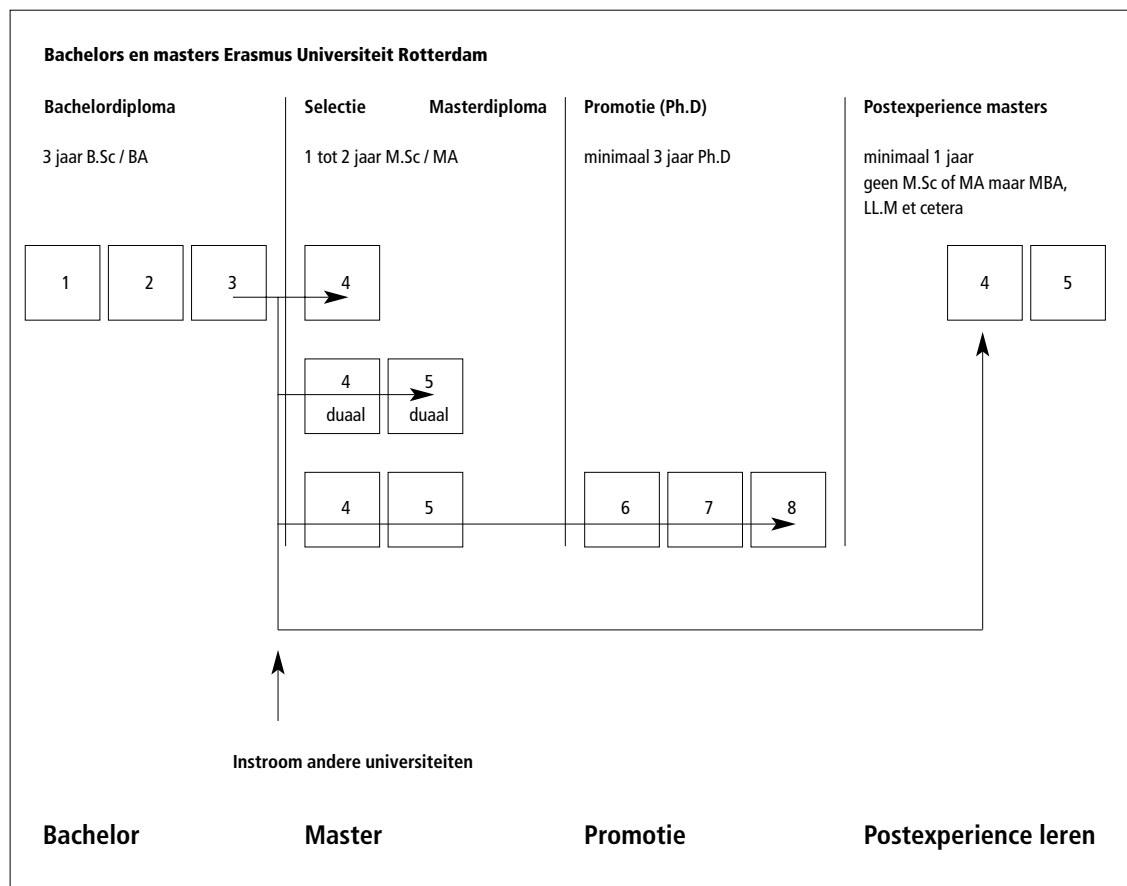 Bachelors en masters Erasmus Universiteit Rotterdam
Bachelordiploma
Selectie
Masterdiploma
Promotie (Ph.D)
Postexperience masters
3 jaar B.Sc / BA
1 tot 2 jaar M.Sc / MA
minimaal 3 jaar Ph.D
minimaal 1 jaar
geen M.Sc of MA maar MBA,
LL.M et cetera
1
2
3
4
4
5
4
duaal
5
duaal
4
5
6
7
8
Instroom andere universiteiten
Bachelor
Master
Promotie
Postexperience leren